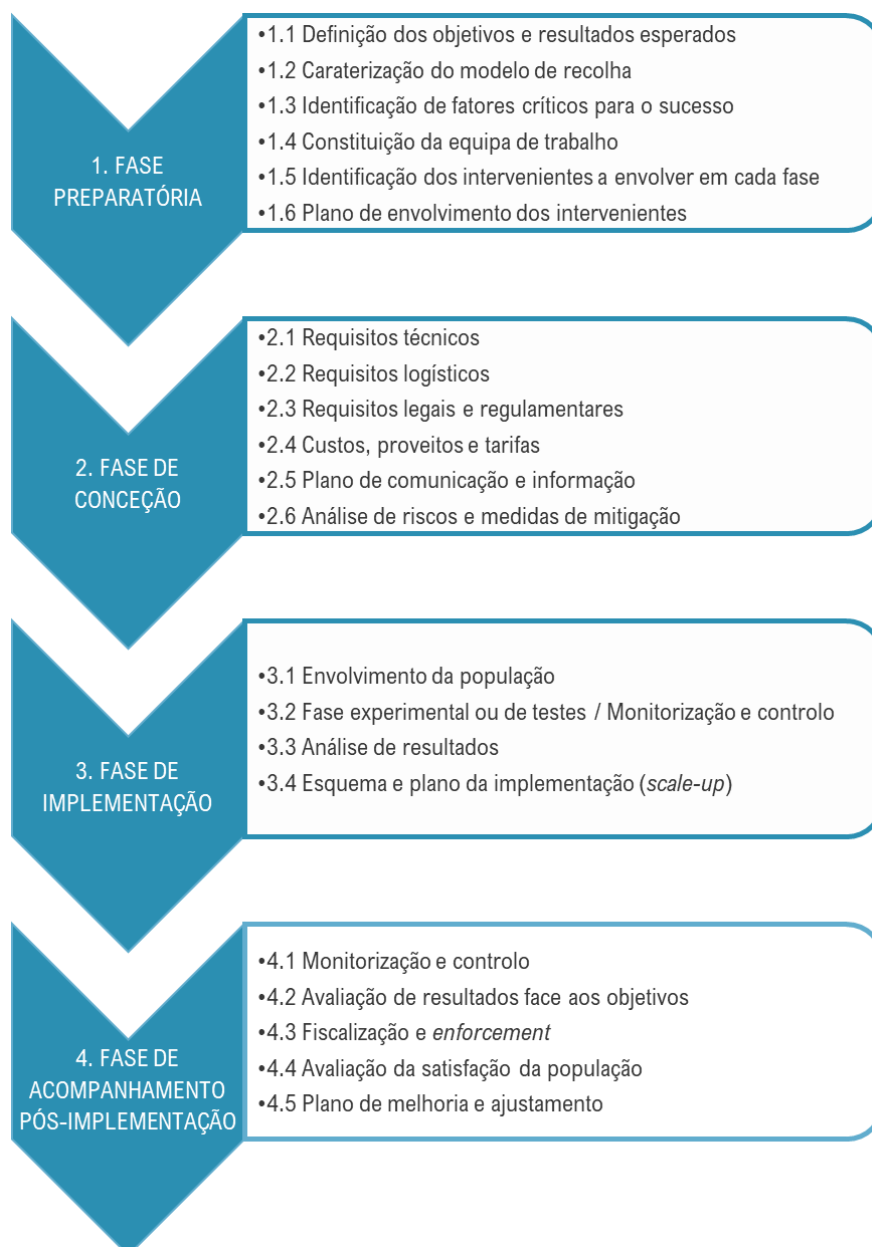 1. FASE
PREPARATÓRIA
•1.1 Definição dos objetivos e resultados esperados
•1.2 Caraterização do modelo de recolha
•1.3 Identificação de fatores críticos para o sucesso
•1.4 Constituição da equipa de trabalho
•1.5 Identificação dos intervenientes a envolver em cada fase
•1.6 Plano de envolvimento dos intervenientes
2. FASE DE
CONCEÇÃO
•2.1 Requisitos técnicos
•2.2 Requisitos logísticos
•2.3 Requisitos legais e regulamentares
•2.4 Custos, proveitos e tarifas
•2.5 Plano de comunicação e informação
•2.6 Análise de riscos e medidas de mitigação
3. FASE DE
IMPLEMENTAÇÃO
•3.1 Envolvimento da população
•3.2 Fase experimental ou de testes / Monitorização e controlo
•3.3 Análise de resultados
•3.4 Esquema e plano da implementação (scale-up)
4. FASE DE
ACOMPANHAMENTO
PÓS-IMPLEMENTAÇÃO
•4.1 Monitorização e controlo
•4.2 Avaliação de resultados face aos objetivos
•4.3 Fiscalização e enforcement
•4.4 Avaliação da satisfação da população
•4.5 Plano de melhoria e ajustamento